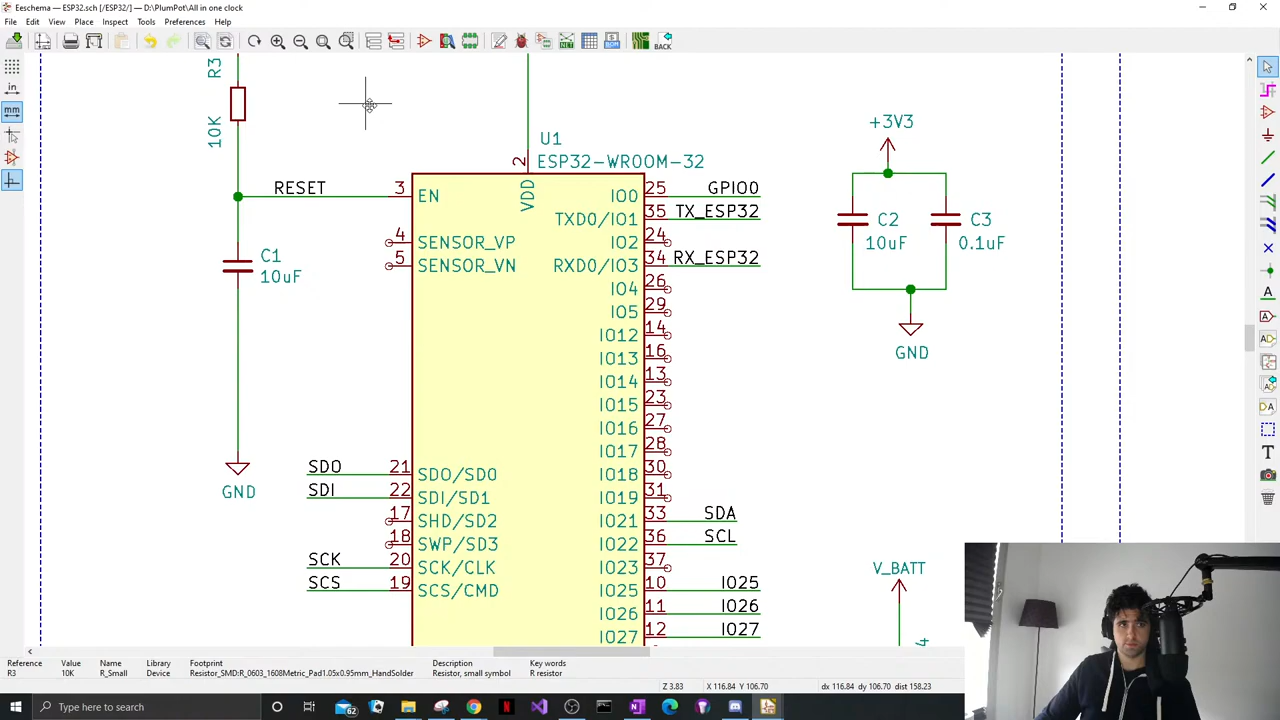 Eeschema — ESP32.sch [/ESP32/] — D:\PlumPot\All in one clock
File Edit View Place Inspect Tools Preferences Help
BACK
in
mm
R3
10K
RESET
C1
10uF
GND
U1
ESP32-WROOM-32
2
VDD
3 EN
4 SENSOR_VP
5 SENSOR_VN
SDO 21 SDO/SD0
SDI 22 SDI/SD1
17 SHD/SD2
18 SWP/SD3
SCK 20 SCK/CLK
SCS 19 SCS/CMD
IO0 25 GPIO0
TXD0/IO1 35 TX_ESP32
IO2 24
RXD0/IO3 34 RX_ESP32
IO4 26
IO5 29
IO12 14
IO13 16
IO14 13
IO15 23
IO16 27
IO17 28
IO18 30
IO19 31
IO21 33 SDA
IO22 36 SCL
IO23 37
IO25 10 IO25
IO26 11 IO26
IO27 12 IO27
+3V3
C2
10uF
C3
0.1uF
GND
V_BATT
4
Reference Value Name Library Footprint Description Key words
R3 10K R_Small Device Resistor_SMD:R_0603_1608Metric_Pad1.05x0.95mm_HandSolder Resistor, small symbol R resistor
Z 3.83 X 116.84 Y 106.70 dx 116.84 dy 106.70 dist 158.23
Type here to search